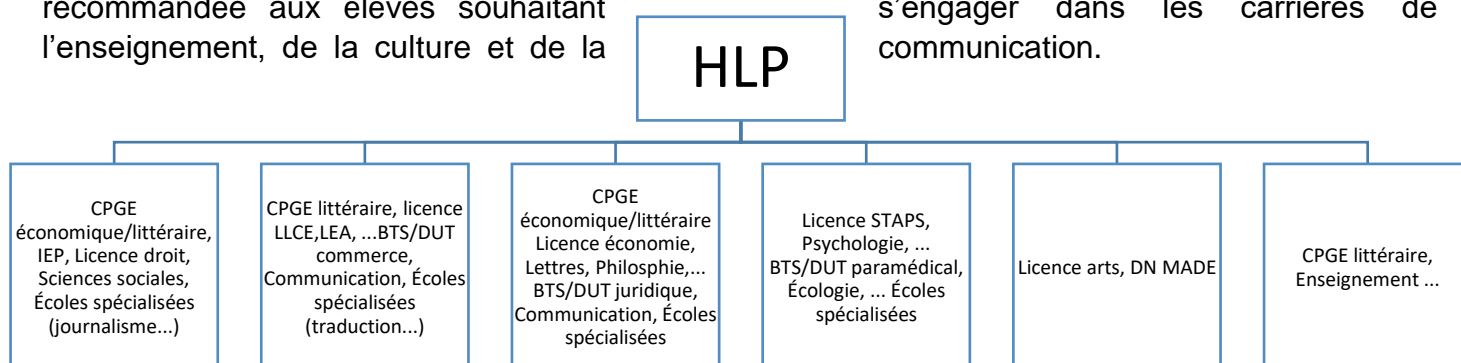 recommandée aux élèves souhaitant
l'enseignement, de la culture et de la
s'engager dans les carrières de
communication.
HLP
CPGE
économique/littéraire,
IEP, Licence droit,
Sciences sociales,
Écoles spécialisées
(journalisme...)
CPGE littéraire, licence
LLCE,LEA, ...BTS/DUT
commerce,
Communication, Écoles
spécialisées
(traduction...)
CPGE
économique/littéraire
Licence économie,
Lettres, Philosphie,...
BTS/DUT juridique,
Communication, Écoles
spécialisées
Licence STAPS,
Psychologie, ...
BTS/DUT paramédical,
Écologie, ... Écoles
spécialisées
Licence arts, DN MADE
CPGE littéraire,
Enseignement ...